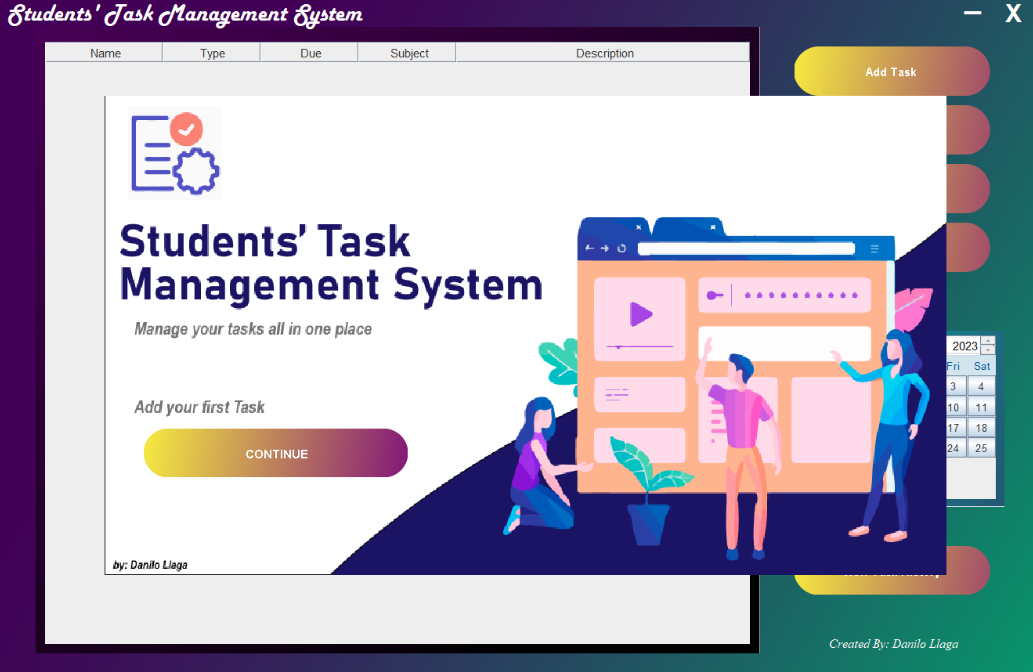 Students' Task Management System
– X
Name Type Due Subject Description
Add Task
Students' Task
Management System
Manage your tasks all in one place
Add your first Task
CONTINUE
by: Danilo Llaga
2023
Fri Sat
3 4
10 11
17 18
24 25
Created By: Danilo Llaga